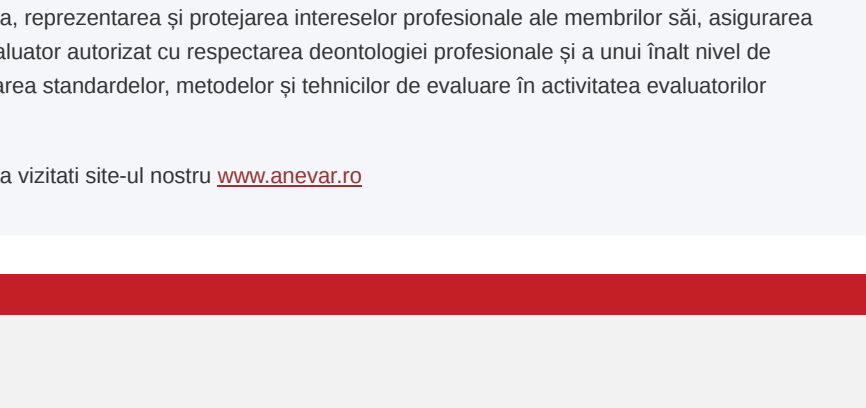 a, reprezentarea și protejarea intereselor profesionale ale membrilor săi, asigurarea
aluator autorizat cu respectarea deontologiei profesionale și a unui înalt nivel de
area standardelor, metodelor și tehnicilor de evaluare în activitatea evaluatorilor
a vizitati site-ul nostru www.anevar.ro